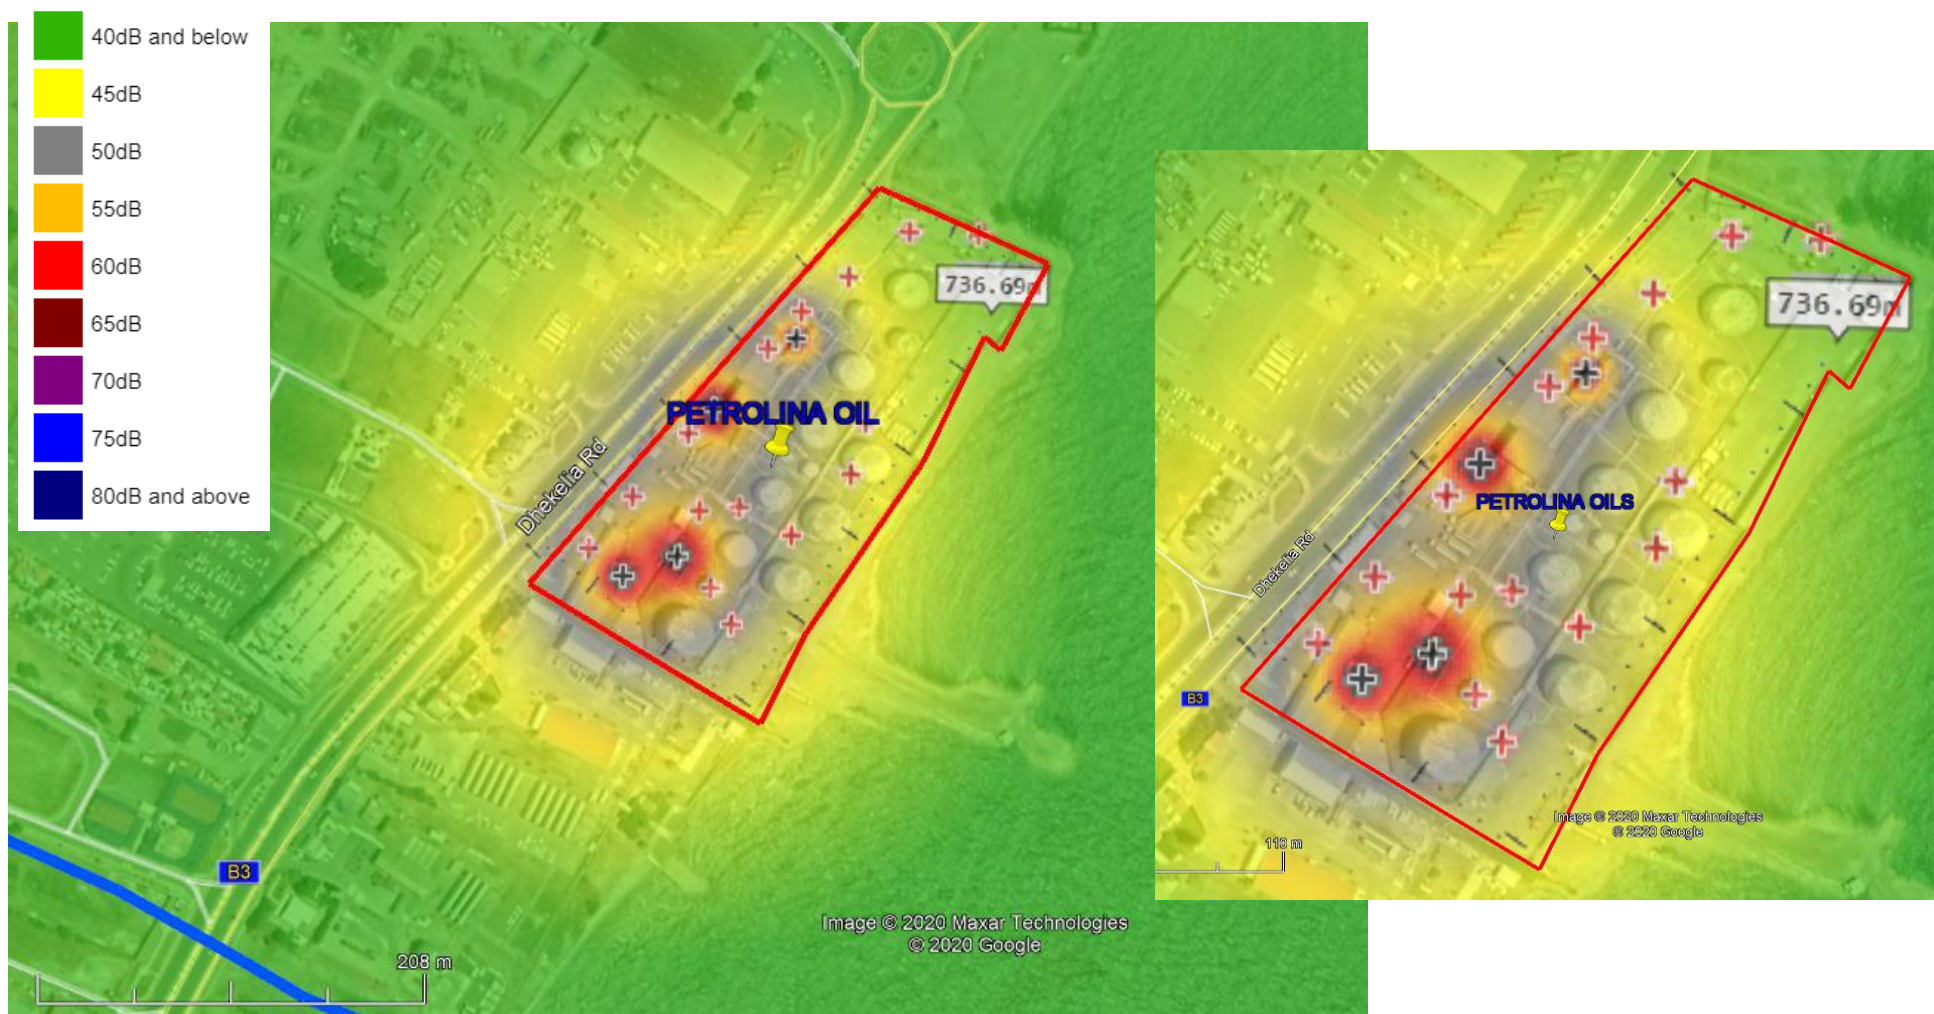 40dB and below
45dB
50dB
55dB
60dB
65dB
70dB
75dB
80dB and above
736.69m
PETROLINA OIL
Dhekelia Rd
B3
208 m
Image © 2020 Maxar Technologies
© 2020 Google
736.69m
PETROLINA OILS
Dhekelia Rd
B3
Image © 2020 Maxar Technologies
© 2020 Google
110 m